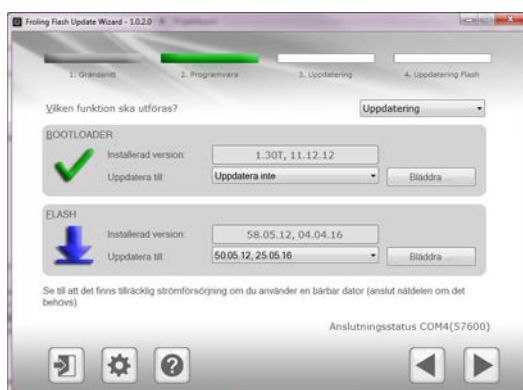 Froling Flash Update Wizard - 1.0.2.0
1. Gränssnitt
2. Programvara
3. Uppdatering
4. Uppdatering Flash
Vilken funktion ska utföras?
Uppdatering
BOOTLOADER
Installerad version:
1.30T, 11.12.12
Uppdatera till:
Uppdatera inte
Bläddra ...
FLASH
Installerad version:
58.05.12, 04.04.16
Uppdatera till:
50.05.12, 25.05.16
Bläddra ...
Se till att det finns tillräcklig strömförsörjning om du använder en bärbar dator (anslut nätdelen om det
behövs).
Anslutningsstatus COM4(57600)